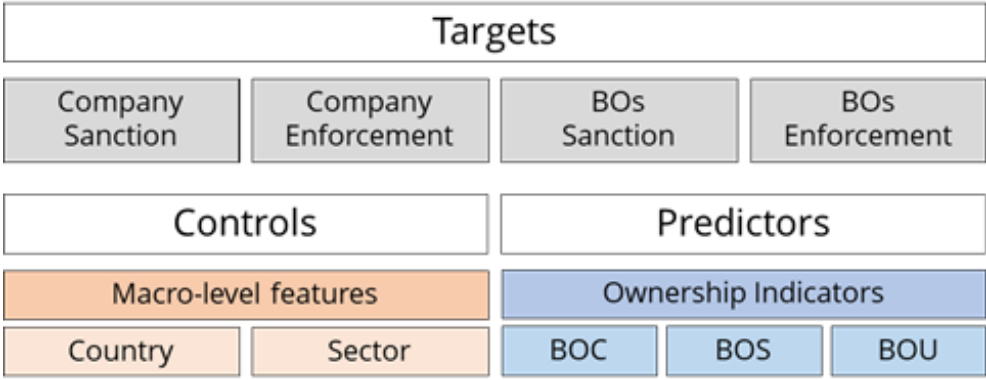 Targets
Company Sanction
Company Enforcement
BOs Sanction
BOs Enforcement
Controls
Predictors
Macro-level features
Ownership Indicators
Country
Sector
BOC
BOS
BOU